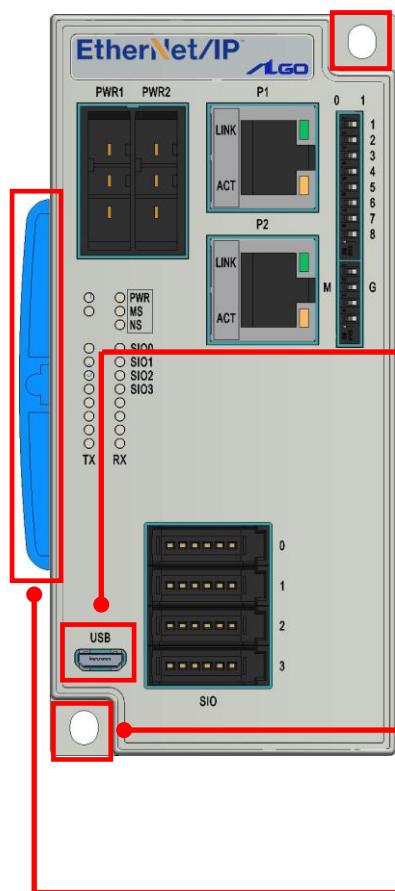 EtherNet/IP
ALGO
PWR1 PWR2
P1
0 1
LINK
ACT
1
2
3
4
5
6
7
8
P2
LINK
ACT
M G
PWR
MS
NS
SIO0
SIO1
SIO2
SIO3
TX RX
0
1
2
3
USB
SIO